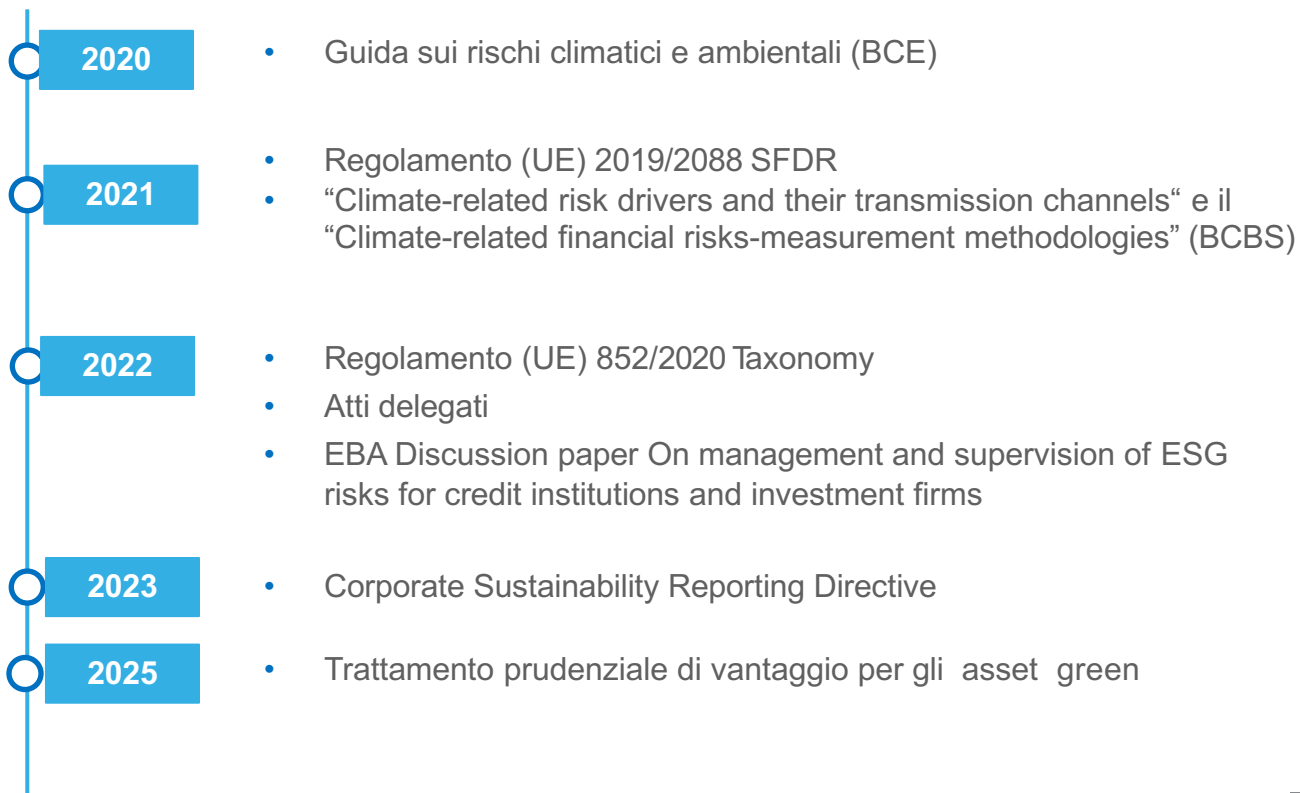 2020
• Guida sui rischi climatici e ambientali (BCE)
2021
• Regolamento (UE) 2019/2088 SFDR
• “Climate-related risk drivers and their transmission channels“ e il
“Climate-related financial risks-measurement methodologies” (BCBS)
2022
• Regolamento (UE) 852/2020 Taxonomy
• Atti delegati
• EBA Discussion paper On management and supervision of ESG
risks for credit institutions and investment firms
2023
• Corporate Sustainability Reporting Directive
2025
• Trattamento prudenziale di vantaggio per gli asset green